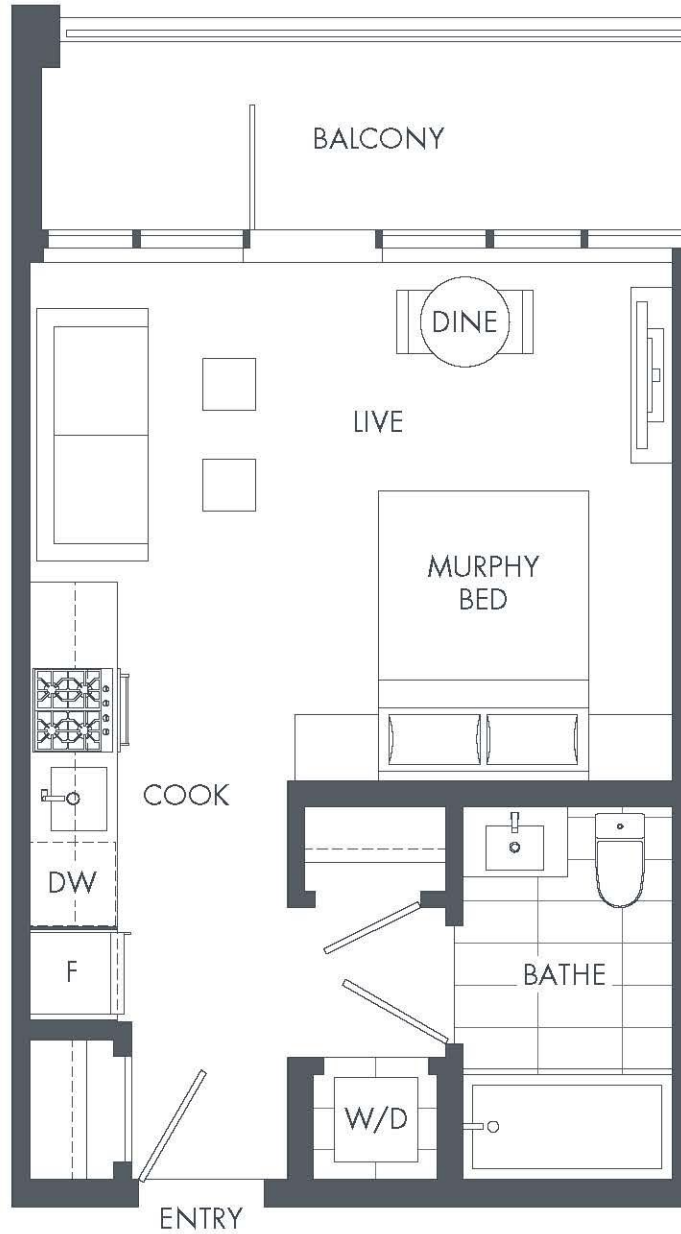 BALCONY
DINE
LIVE
MURPHY
BED
COOK
DW
F
BATHE
W/D
ENTRY